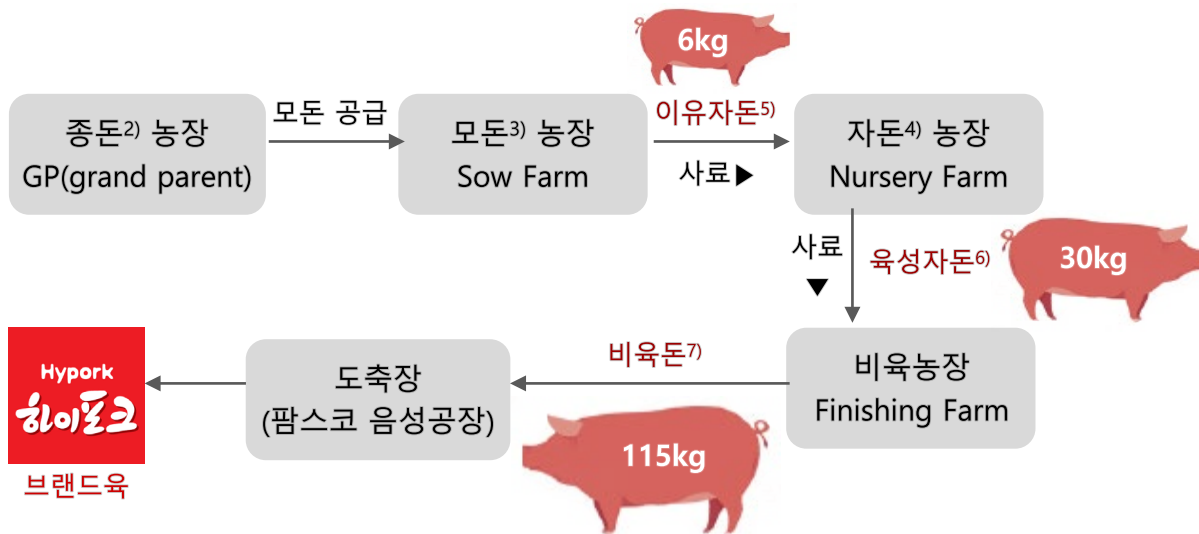 6kg
종돈2) 농장
GP(grand parent)
모돈 공급
모돈3) 농장
Sow Farm
이유자돈5)
사료▶
자돈4) 농장
Nursery Farm
사료
▼
육성자돈6)
30kg
Hypork
하이포크
브랜드육
도축장
(팜스코 음성공장)
비육돈7)
115kg
비육농장
Finishing Farm